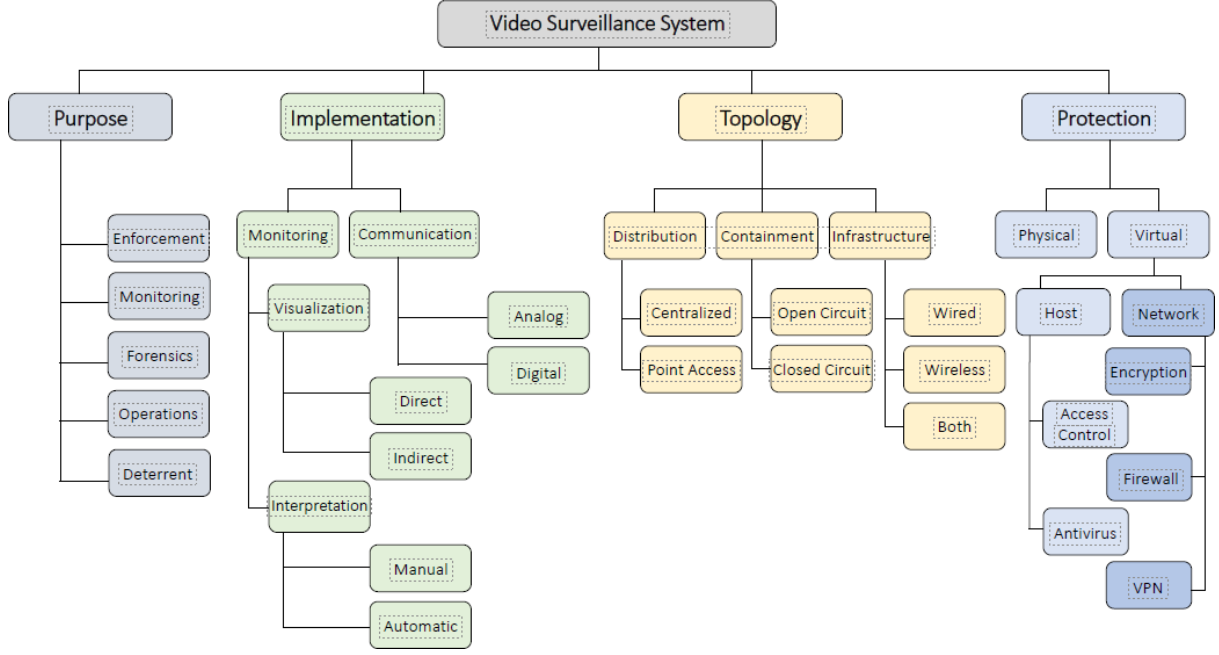 Video Surveillance System
Purpose
Implementation
Topology
Protection
Enforcement
Monitoring
Forensics
Operations
Deterrent
Monitoring
Communication
Visualization
Direct
Indirect
Interpretation
Manual
Automatic
Analog
Digital
Distribution
Containment
Infrastructure
Centralized
Point Access
Open Circuit
Closed Circuit
Wired
Wireless
Both
Physical
Virtual
Host
Network
Access
Control
Antivirus
Encryption
Firewall
VPN